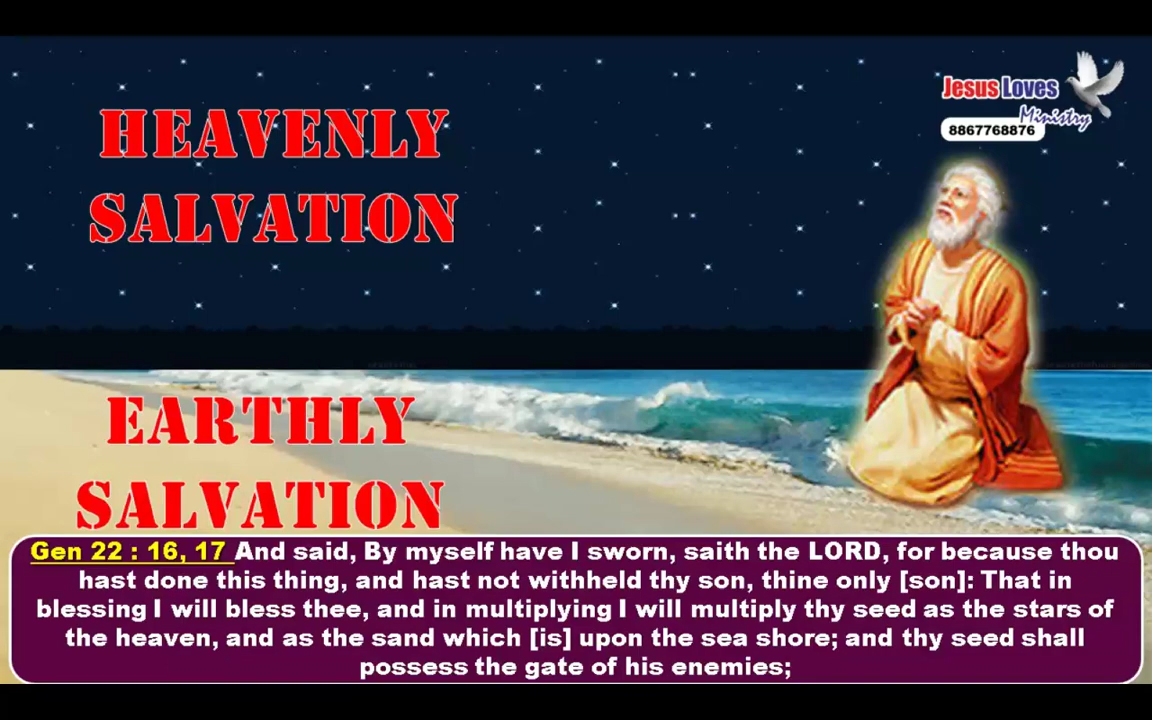 HEAVENLY
SALVATION
Jesus Loves
Ministry
8867768876
EARTHLY
SALVATION
Gen 22 : 16, 17 And said, By myself have I sworn, saith the LORD, for because thou
hast done this thing, and hast not withheld thy son, thine only [son]: That in
blessing I will bless thee, and in multiplying I will multiply thy seed as the stars of
the heaven, and as the sand which [is] upon the sea shore; and thy seed shall
possess the gate of his enemies;